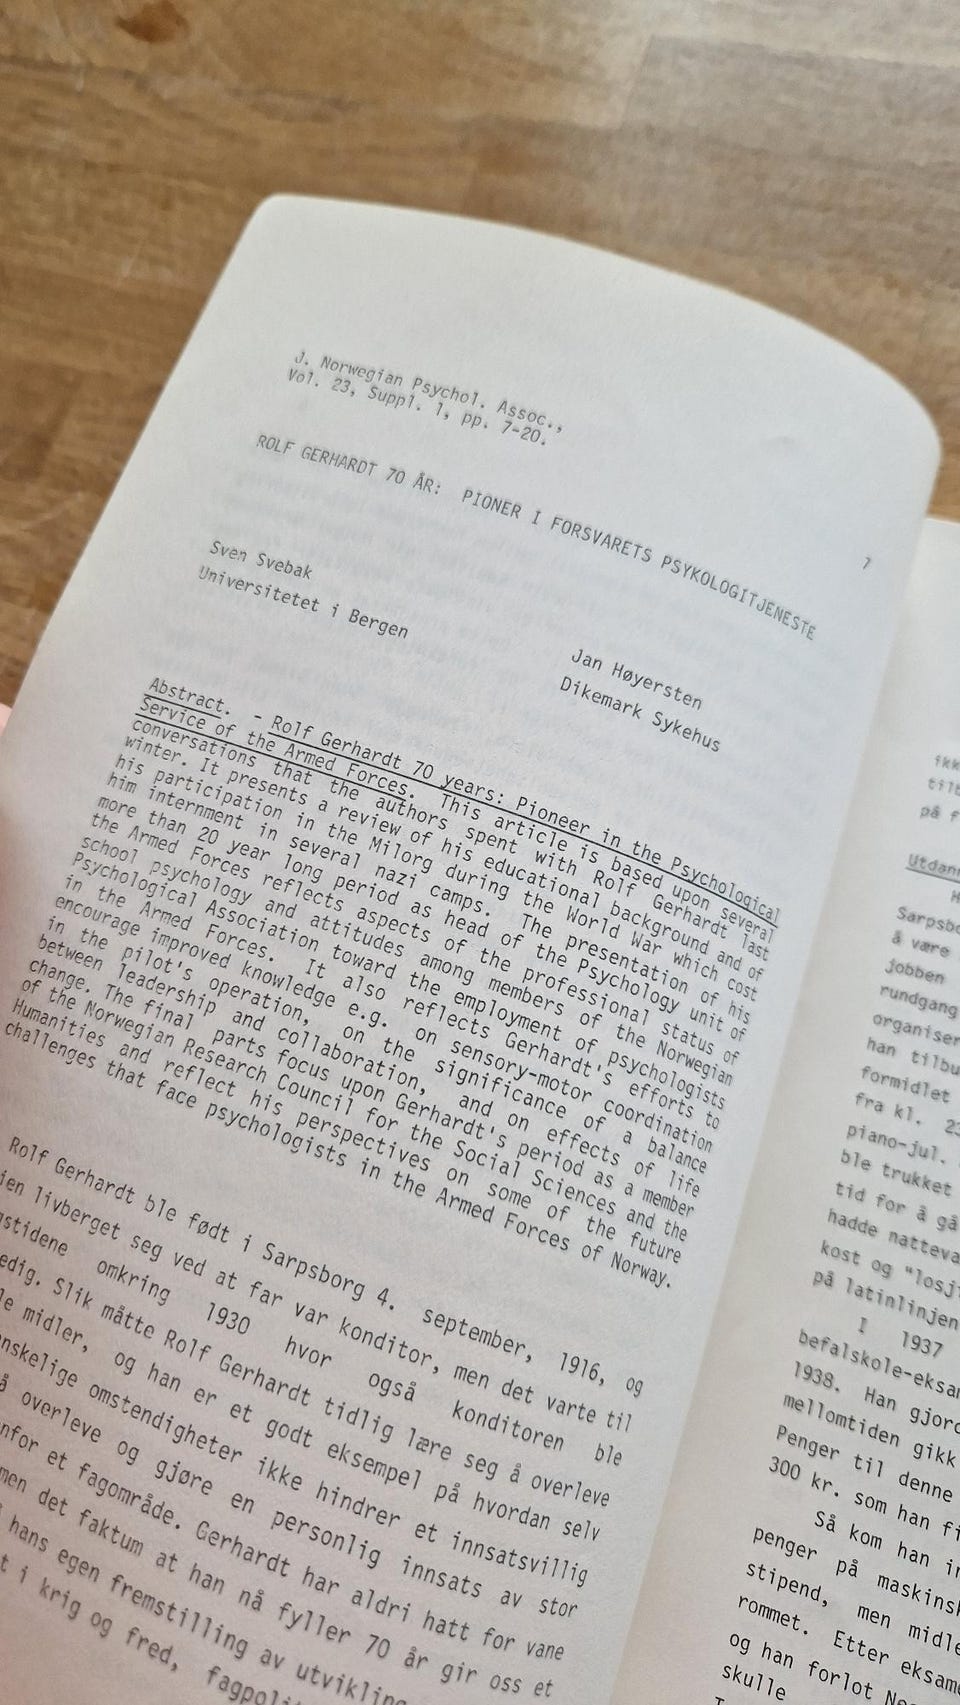 J. Norwegian Psychol. Assoc.,
Vol. 23, Suppl. 1, pp. 7-20.
7
ROLF GERHARDT 70 ÅR: PIONER I FORSVARETS PSYKOLOGITJENESTE
Sven Svebak
Universitetet i Bergen
Jan Høyersten
Dikemark Sykehus
Abstract. - Rolf Gerhardt 70 years: Pioneer in the Psychological
Service of the Armed Forces. This article is based upon several
conversations that the authors spent with Rolf Gerhardt last
winter. It presents a review of his educational background and of
his participation in the Milorg during the World War which cost
him internment in several nazi camps. The presentation of his
more than 20 year long period as head of the Psychology unit of
the Armed Forces reflects aspects of the professional status of
school psychology and attitudes among members of the Norwegian
Psychological Association toward the employment of psychologists
in the Armed Forces. It also reflects Gerhardt's efforts to
encourage improved knowledge e.g. on sensory-motor coordination
in the pilot's operation, on the significance of a balance
between leadership and collaboration, and on effects of life
change. The final parts focus upon Gerhardt's period as a member
of the Norwegian Research Council for the Social Sciences and the
Humanities and reflect his perspectives on some of the future
challenges that face psychologists in the Armed Forces of Norway.
Rolf Gerhardt ble født i Sarpsborg 4. september, 1916, og
livberget seg ved at far var konditor, men det varte til
omkring 1930 hvor også konditoren ble
Slik måtte Rolf Gerhardt tidlig lære seg å overleve
midler, og han er et godt eksempel på hvordan selv
omstendigheter ikke hindrer et innsatsvillig
overleve og gjøre en personlig innsats av stor
et fagområde. Gerhardt har aldri hatt for vane
men det faktum at han nå fyller 70 år gir oss et
hans egen fremstilling av
i krig og fred,
på f
Sarpsbo
å være
jobben
rundgang
organiser
han tilbu
formidlet
fra kl. 23
piano-jul.
ble trukket
tid for å gå
hadde natteva
kost og "losji
på latinlinjen
I 1937
befalskole-eksam
1938. Han gjord
mellomtiden gikk
Penger til denne
300 kr. som han fi
Så kom han in
penger på maskinsk
stipend, men midle
rommet. Etter eksame
og han forlot
skulle